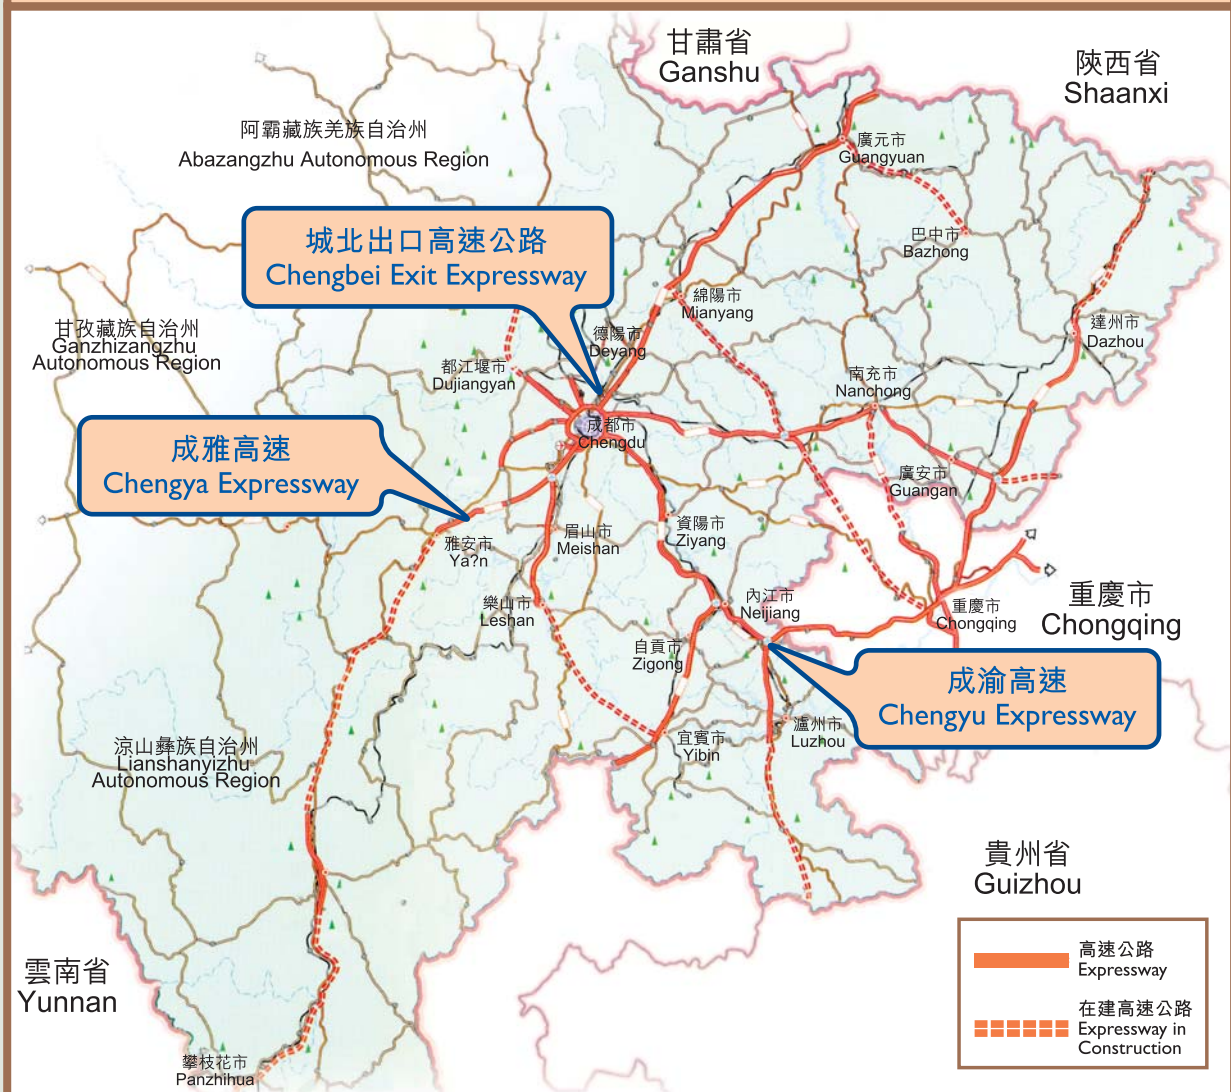 甘肅省
Ganshu
陝西省
Shaanxi
阿霸藏族羌族自治州
Abazangzhu Autonomous Region
廣元市
Guangyuan
城北出口高速公路
Chengbei Exit Expressway
巴中市
Bazhong
綿陽市
Mianyang
甘孜藏族自治州
Ganzhizangzhu
Autonomous Region
德陽市
Deyang
達州市
Dazhou
都江堰市
Dujiangyan
南充市
Nanchong
成都市
Chengdu
成雅高速
Chengya Expressway
廣安市
Guangan
資陽市
Ziyang
眉山市
Meishan
雅安市
Ya?n
樂山市
Leshan
內江市
Neijiang
重慶市
Chongqing
重慶市
Chongqing
自貢市
Zigong
成渝高速
Chengyu Expressway
瀘州市
Luzhou
宜賓市
Yibin
涼山彝族自治州
Lianshanyizhu
Autonomous Region
貴州省
Guizhou
雲南省
Yunnan
攀枝花市
Panzhihua
高速公路
Expressway
在建高速公路
Expressway in
Construction